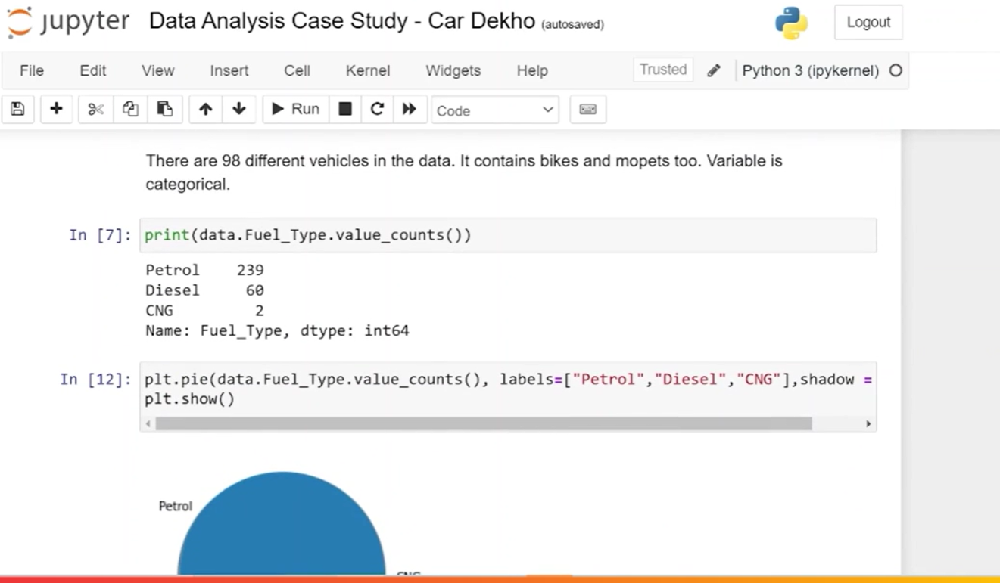 jupyter Data Analysis Case Study - Car Dekho (autosaved) Logout
File Edit View Insert Cell Kernel Widgets Help Trusted Python 3 (ipykernel)
Run Code
There are 98 different vehicles in the data. It contains bikes and mopets too. Variable is
categorical.
In [7]: print(data.Fuel_Type.value_counts())
Petrol 239
Diesel 60
CNG 2
Name: Fuel_Type, dtype: int64
In [12]: plt.pie(data.Fuel_Type.value_counts(), labels=["Petrol","Diesel","CNG"],shadow =
plt.show()
Petrol